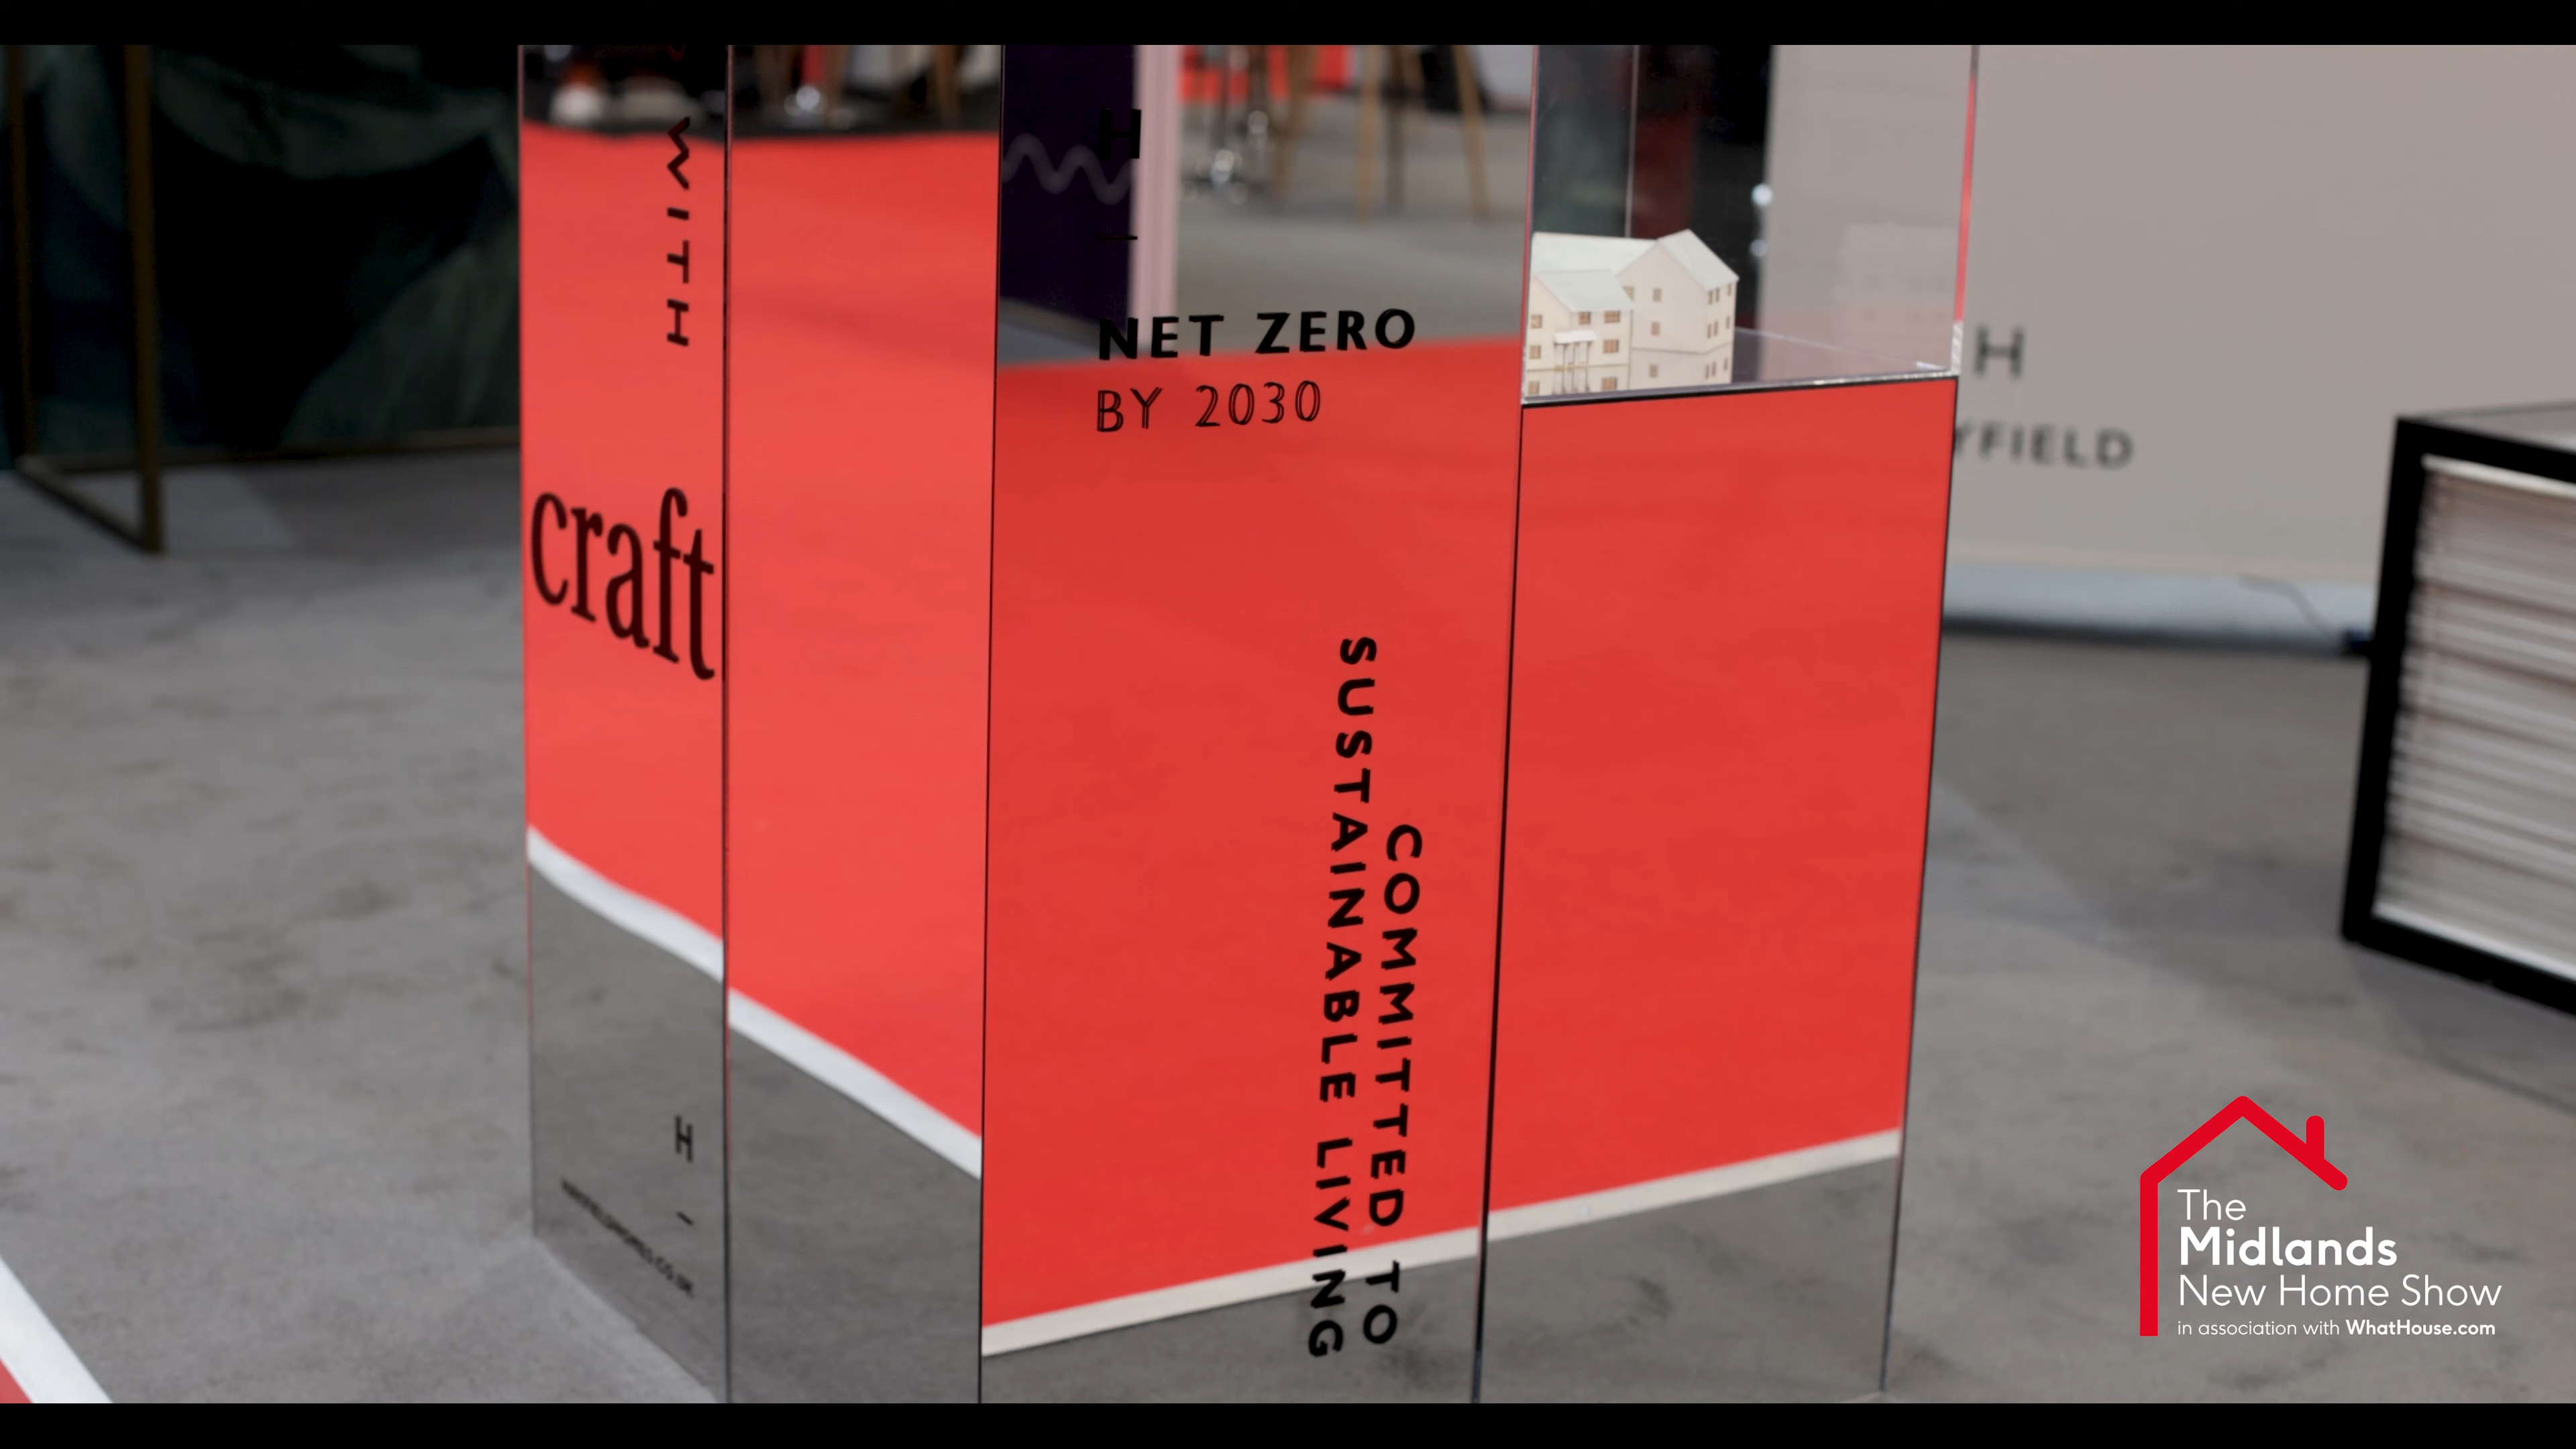 WITH
craft
H
H
NET ZERO
BY 2030
COMMITTED TO
SUSTAINABLE LIVING
H
YFIELD
The
Midlands
New Home Show
in association with WhatHouse.com